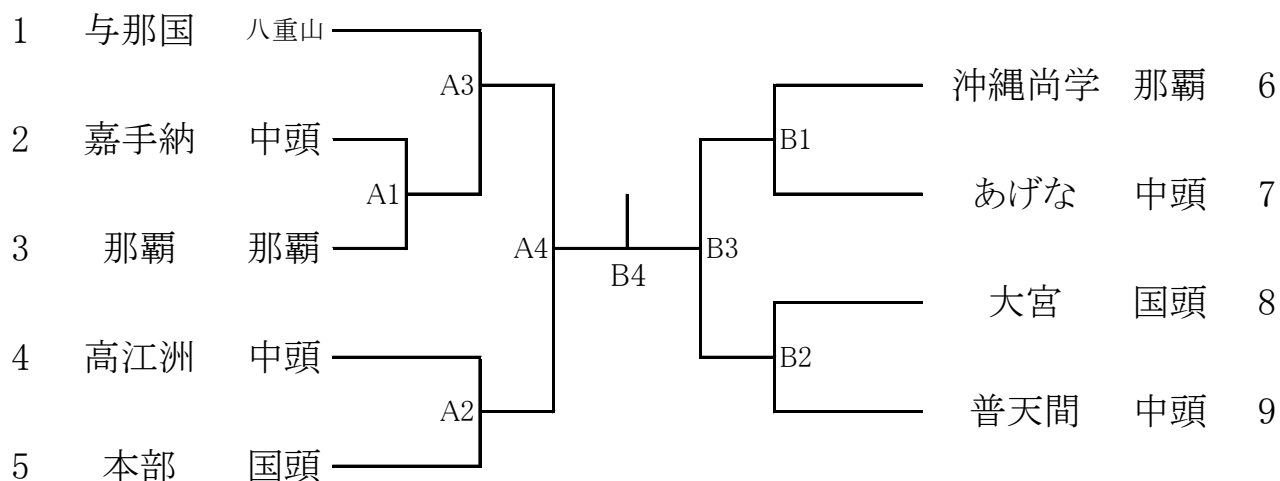 1 与那国 八重山
A3
2 嘉手納 中頭
A1
3 那覇 那覇
A4
4 高江洲 中頭
A2
5 本部 国頭
B4
沖縄尚学 那覇 6
B1
あげな 中頭 7
B3
大宮 国頭 8
B2
普天間 中頭 9